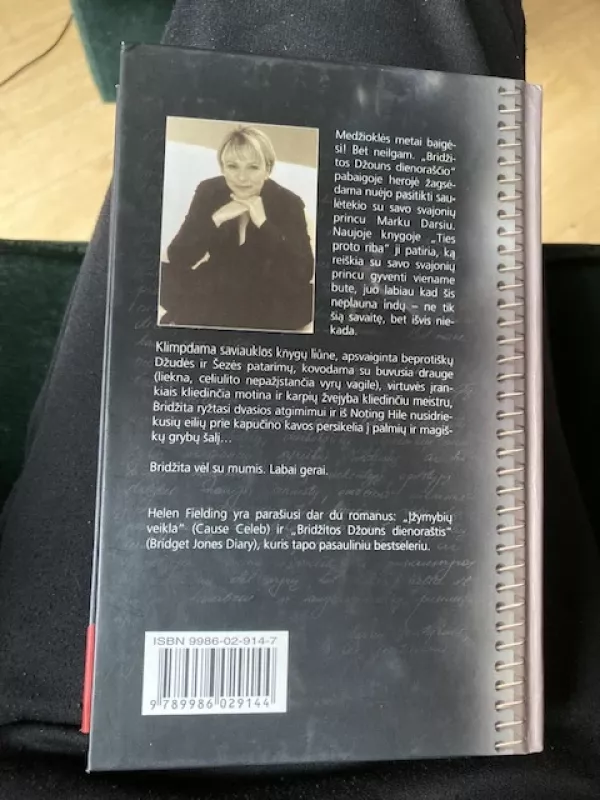 Medžioklės metai baigė-
si! Bet neilgam. „Bridži-
tos Džouns dienoraščio“
pabaigoje herojė žagsė-
dama nuėjo pasitikti sau-
lėtekio su savo svajonių
princu Marku Darsiu.
Naujoje knygoje „Ties
proto riba“ ji patiria, ką
reiškia su savo svajonių
princu gyventi viename
bute, juo labiau kad šis
neplauna indų – ne tik
šią savaitę, bet išvis nie-
kada.
Klimpdama saviauklos knygų liūne, apsvaiginta beprotiškų
Džudės ir Šezės patarimų, kovodama su buvusia drauge
(liekna, celiulito nepažįstančia vyrų vagile), virtuvės įran-
kiais kliedinčia motina ir karpių žvejyba kliedinčiu meistru,
Bridžita ryžtasi dvasios atgimimui ir iš Noting Hilo nusidrie-
kusių eilių prie kapučino kavos persikelia į palmių ir magiš-
kų grybų šalį...
Bridžita vėl su mumis. Labai gerai.
Helen Fielding yra parašiusi dar du romanus: „Įžymybių
veikla“ (Cause Celeb) ir „Bridžitos Džouns dienoraštis“
(Bridget Jones Diary), kuris tapo pasauliniu bestseleriu.
ISBN 9986-02-914-7
9 789986 029144